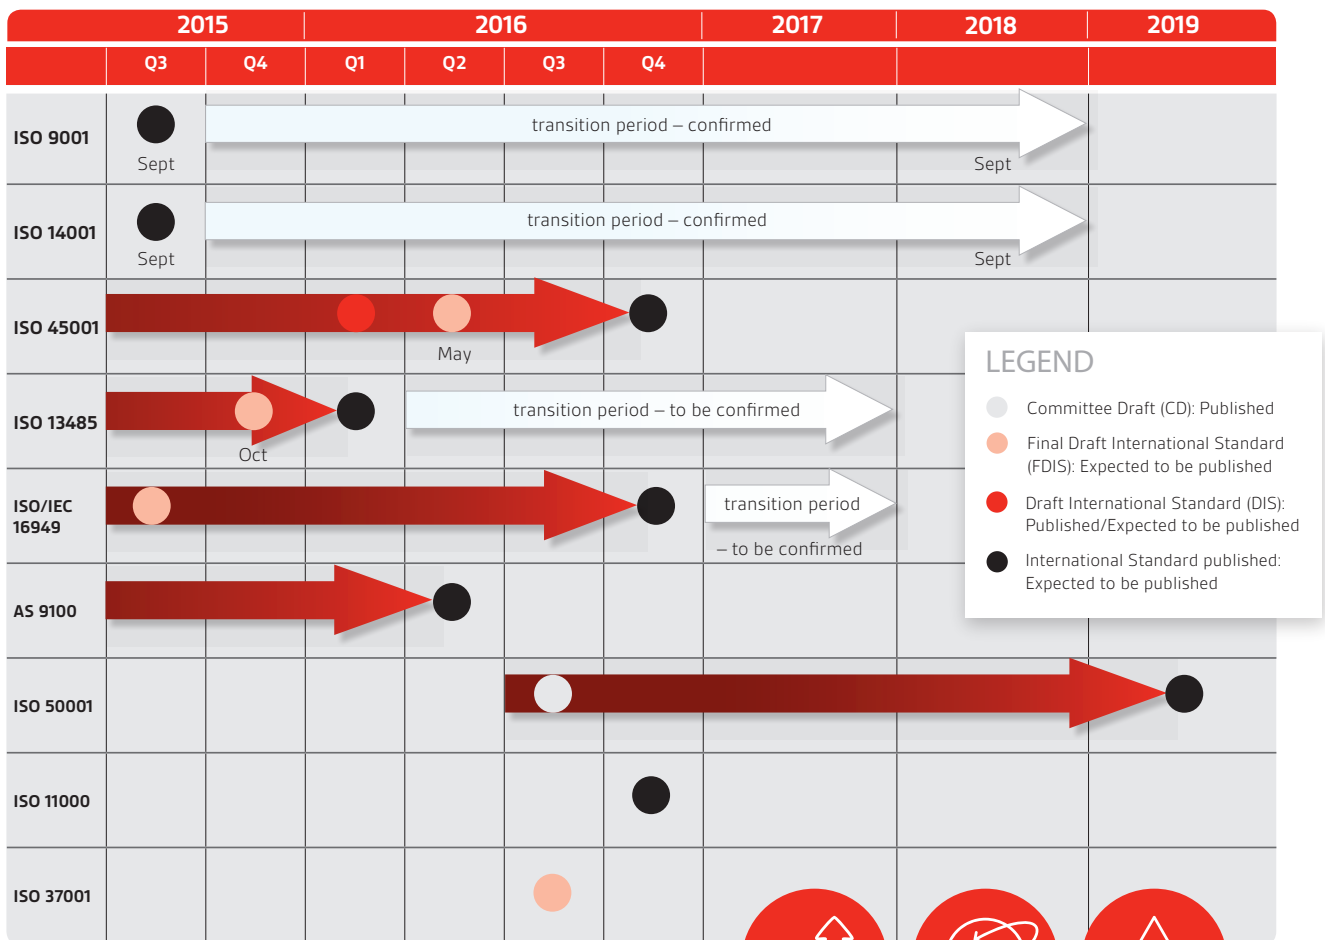 2015 2016 2017 2018 2019
Q3 Q4 Q1 Q2 Q3 Q4
ISO 9001
transition period – confirmed
Sept
Sept
ISO 14001
transition period – confirmed
Sept
Sept
ISO 45001
May
ISO 13485
transition period – to be confirmed
Oct
ISO/IEC
16949
transition period
– to be confirmed
AS 9100
ISO 50001
ISO 11000
ISO 37001
LEGEND
Committee Draft (CD): Published
Final Draft International Standard
(FDIS): Expected to be published
Draft International Standard (DIS):
Published/Expected to be published
International Standard published:
Expected to be published